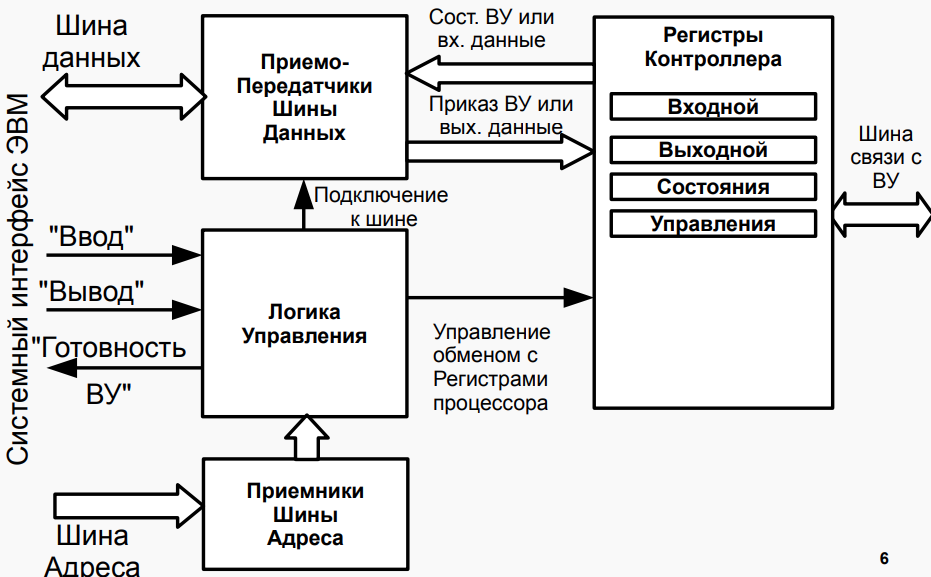 Системный интерфейс ЭВМ
Шина
данных
Приемо-
Передатчики
Шины
Данных
Сост. ВУ или
вх. данные
Приказ ВУ или
вых. данные
Регистры
Контроллера
Входной
Выходной
Состояния
Управления
Шина
связи с
ВУ
Подключение
к шине
"Ввод"
"Вывод"
"Готовность
ВУ"
Логика
Управления
Управление
обменом с
Регистрами
процессора
Приемники
Шины
Адреса
Шина
Адреса
6